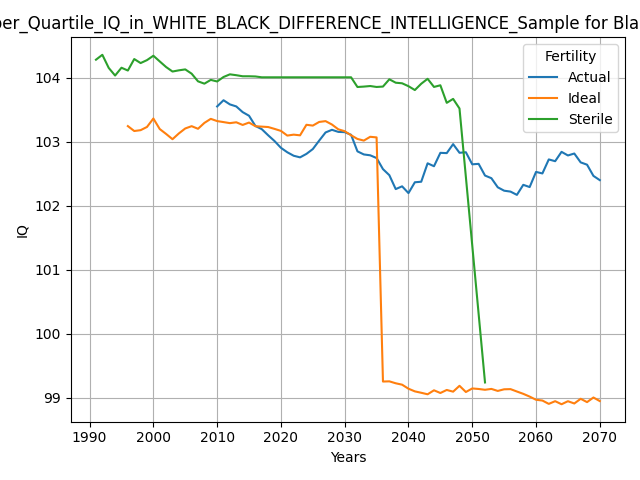 per_Quartile_IQ_in_WHITE_BLACK_DIFFERENCE_INTELLIGENCE_Sample for Bla
Fertility
Actual
Ideal
Sterile
104
103
102
101
100
99
IQ
1990 2000 2010 2020 2030 2040 2050 2060 2070
Years